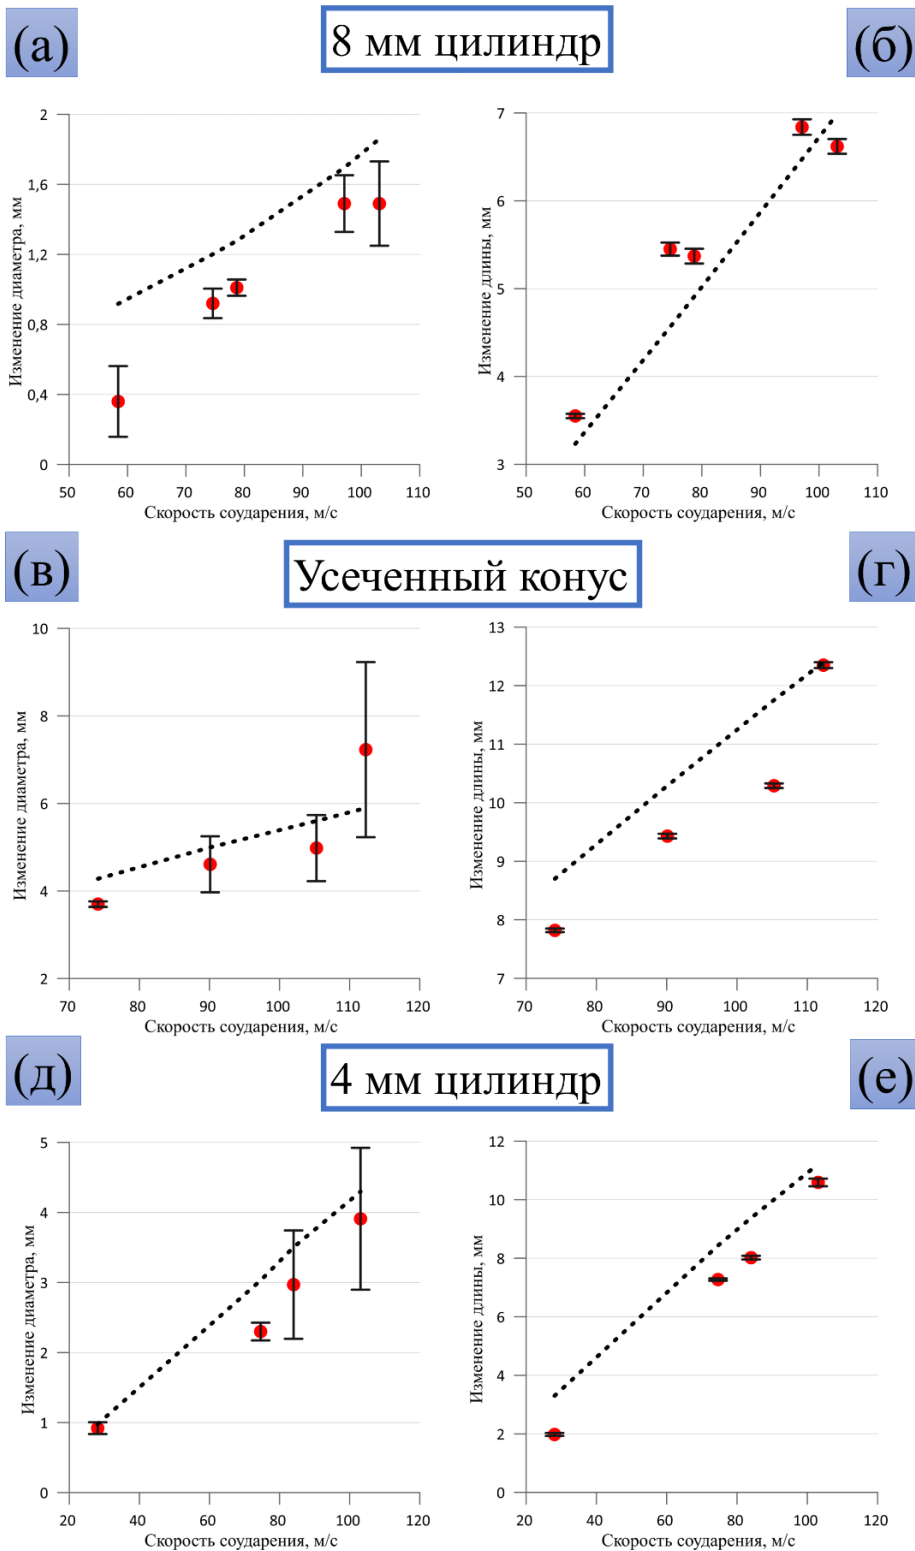 (а)
8 мм цилиндр
(б)
Изменение диаметра, мм
2
1,6
1,2
0,8
0,4
0
50 60 70 80 90 100 110
Скорость соударения, м/с
Изменение длины, мм
7
6
5
4
3
50 60 70 80 90 100 110
Скорость соударения, м/с
(в)
Усеченный конус
(г)
Изменение диаметра, мм
10
8
6
4
2
70 80 90 100 110 120
Скорость соударения, м/с
Изменение длины, мм
13
12
11
10
9
8
7
70 80 90 100 110 120
Скорость соударения, м/с
(д)
4 мм цилиндр
(е)
Изменение диаметра, мм
5
4
3
2
1
0
20 40 60 80 100 120
Скорость соударения, м/с
Изменение длины, мм
12
10
8
6
4
2
0
20 40 60 80 100 120
Скорость соударения, м/с